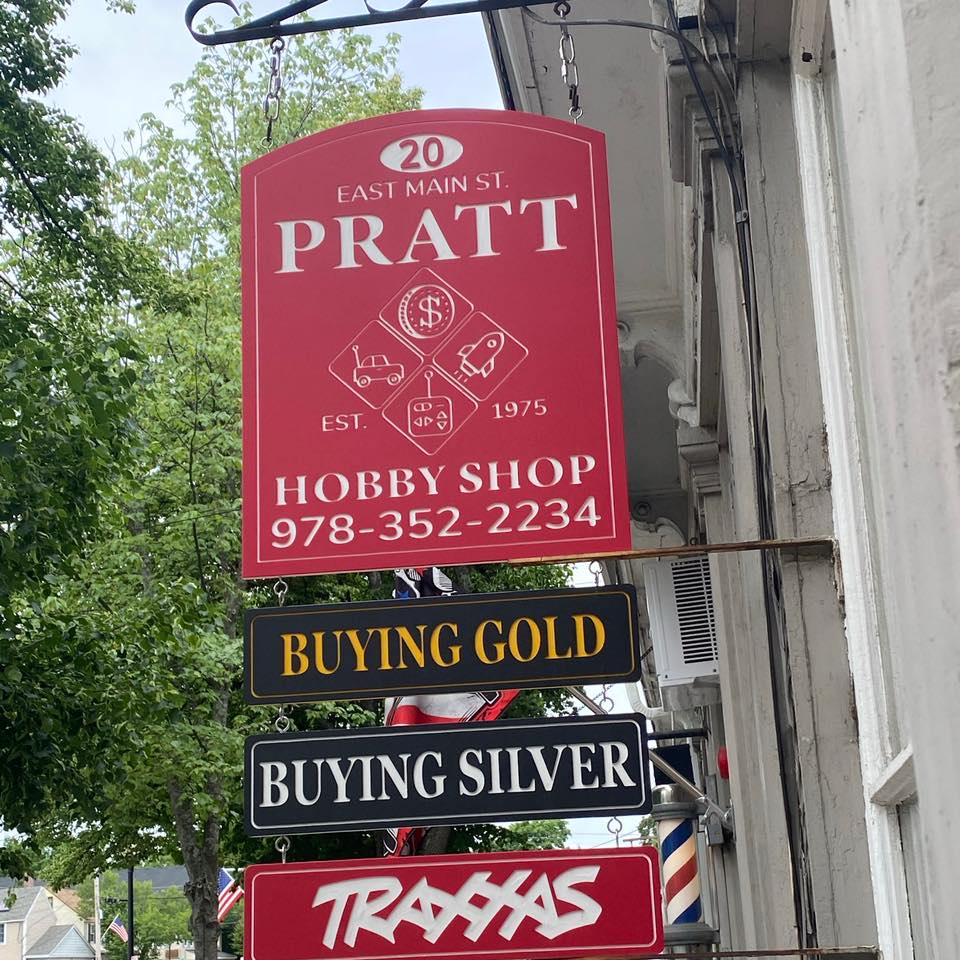 20
EAST MAIN ST.
PRATT
$
EST. 1975
HOBBY SHOP
978-352-2234
BUYING GOLD
BUYING SILVER
TRAXXAS